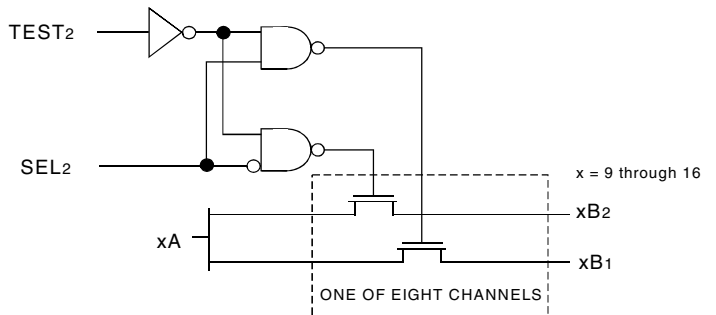 TEST2
SEL2
x = 9 through 16
xB2
xA
xB1
ONE OF EIGHT CHANNELS